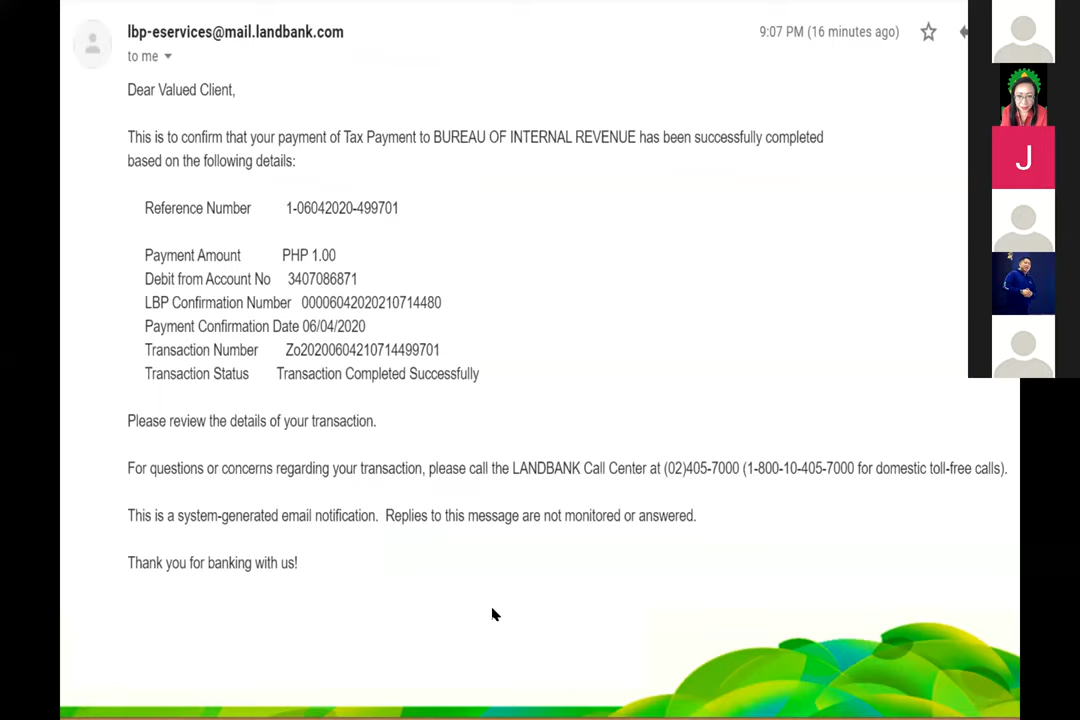 lbp-eservices@mail.landbank.com
9:07 PM (16 minutes ago)
to me
Dear Valued Client,
This is to confirm that your payment of Tax Payment to BUREAU OF INTERNAL REVENUE has been successfully completed
based on the following details:
Reference Number 1-06042020-499701
Payment Amount PHP 1.00
Debit from Account No 3407086871
LBP Confirmation Number 00006042020210714480
Payment Confirmation Date 06/04/2020
Transaction Number Zo20200604210714499701
Transaction Status Transaction Completed Successfully
Please review the details of your transaction.
For questions or concerns regarding your transaction, please call the LANDBANK Call Center at (02)405-7000 (1-800-10-405-7000 for domestic toll-free calls).
This is a system-generated email notification. Replies to this message are not monitored or answered.
Thank you for banking with us!
J